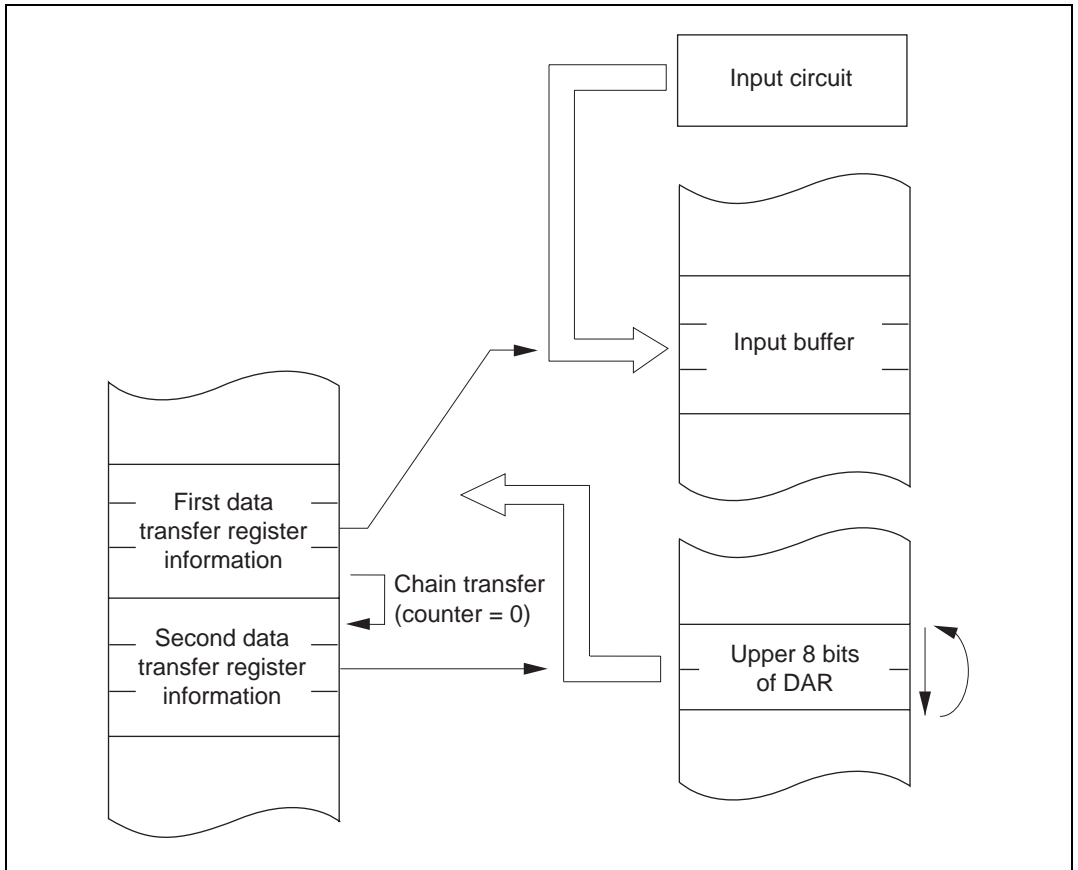 Input circuit
Input buffer
First data
transfer register
information
Chain transfer
(counter = 0)
Second data
transfer register
information
Upper 8 bits
of DAR